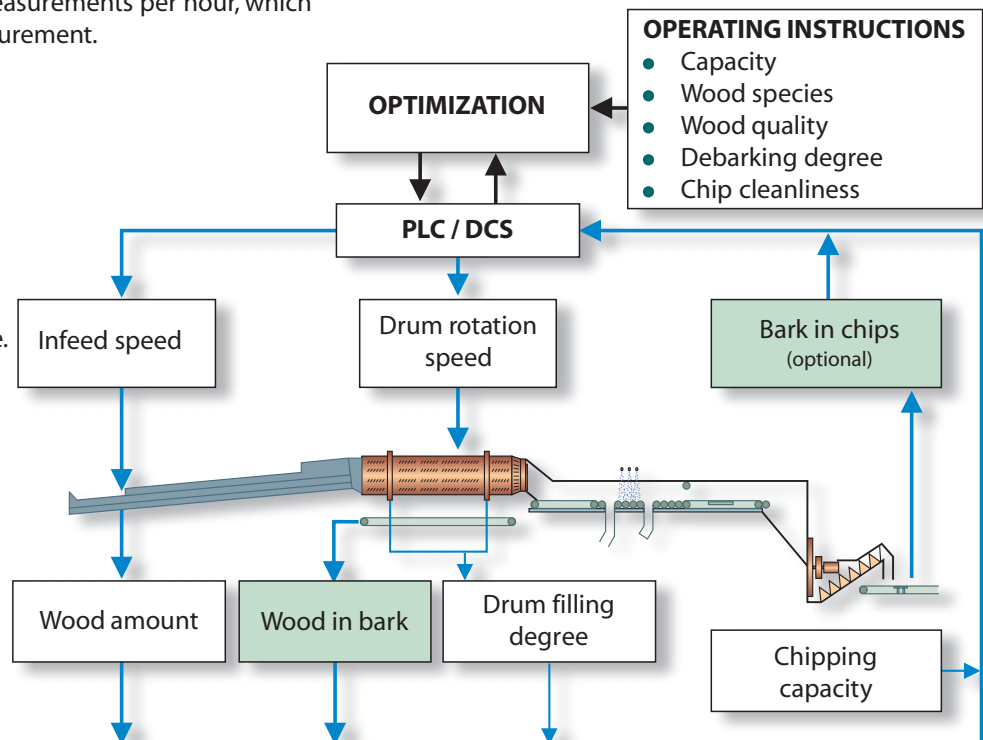 easurements per hour, which
urement.
OPERATING INSTRUCTIONS
● Capacity
● Wood species
● Wood quality
● Debarking degree
● Chip cleanliness
OPTIMIZATION
PLC / DCS
e.
Infeed speed
Drum rotation
speed
Bark in chips
(optional)
Wood amount
Wood in bark
Drum filling
degree
Chipping
capacity